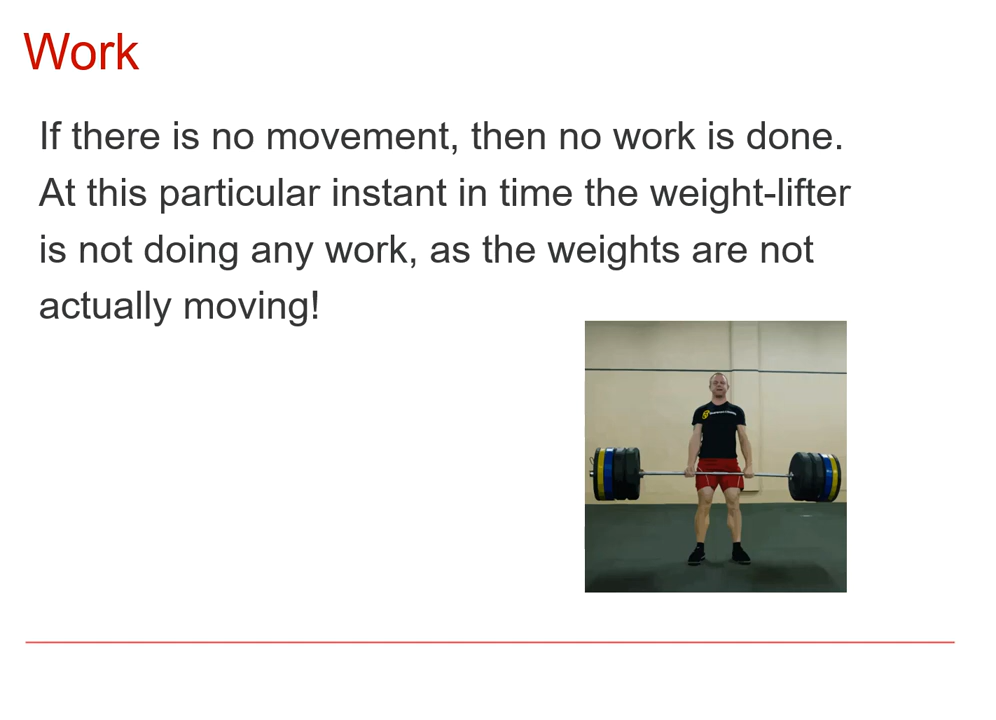 Work
If there is no movement, then no work is done.
At this particular instant in time the weight-lifter
is not doing any work, as the weights are not
actually moving!